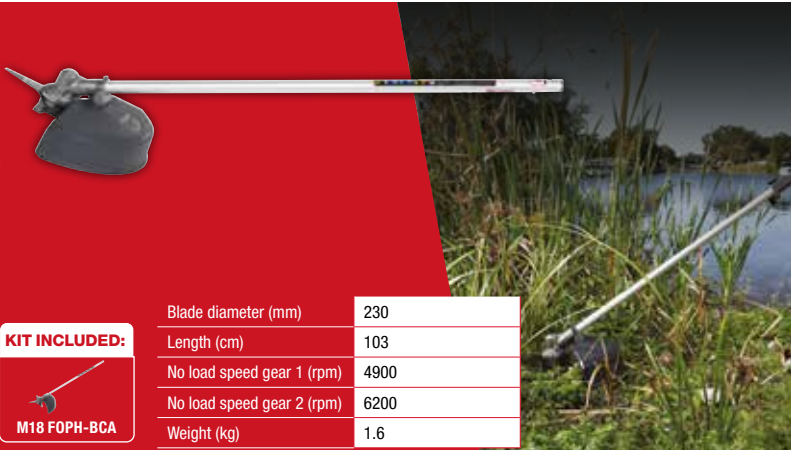 Blade diameter (mm) 230
Length (cm) 103
No load speed gear 1 (rpm) 4900
No load speed gear 2 (rpm) 6200
Weight (kg) 1.6
KIT INCLUDED:
M18 FOPH-BCA